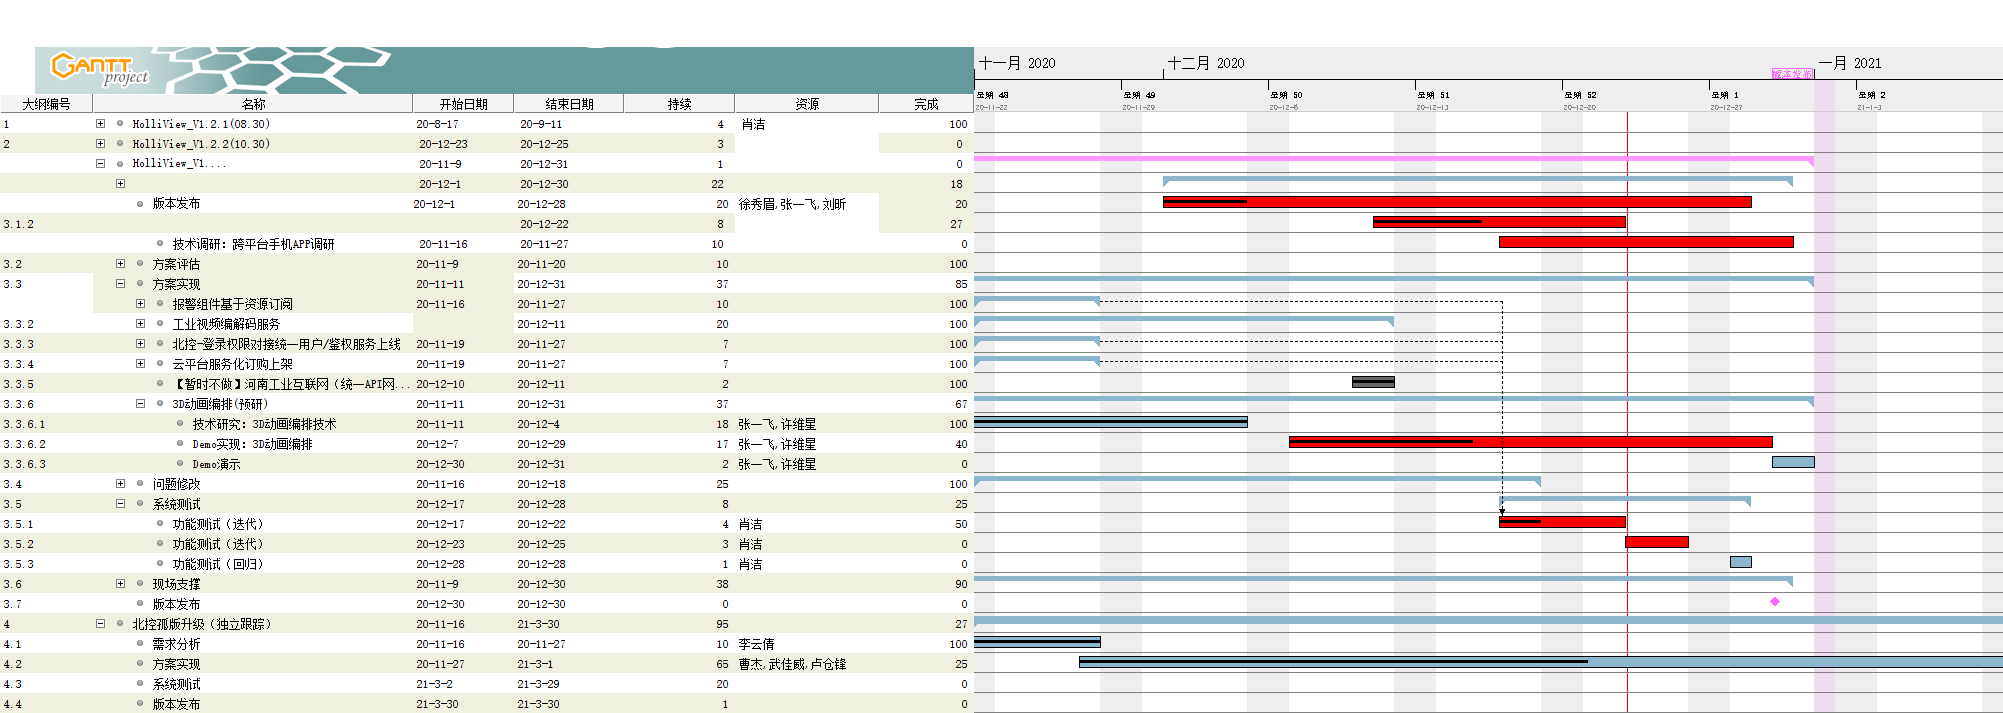 GANTT project
十一月 2020 十二月 2020 版本发布 一月 2021
大纲编号 名称 开始日期 结束日期 持续 资源 完成 星期 48 星期 49 星期 50 星期 51 星期 52 星期 1 星期 2
20-11-22 20-11-29 20-12-6 20-12-13 20-12-20 20-12-27 21-1-3
1 HolliView_V1.2.1(08.30) 20-8-17 20-9-11 4 肖洁 100
2 HolliView_V1.2.2(10.30) 20-12-23 20-12-25 3 0
HolliView_V1.... 20-11-9 20-12-31 1 0
20-12-1 20-12-30 22 18
版本发布 20-12-1 20-12-28 20 徐秀眉,张一飞,刘昕 20
3.1.2 20-12-22 8 27
技术调研：跨平台手机APP调研 20-11-16 20-11-27 10 0
3.2 方案评估 20-11-9 20-11-20 10 100
3.3 方案实现 20-11-11 20-12-31 37 85
报警组件基于资源订阅 20-11-16 20-11-27 10 100
3.3.2 工业视频编解码服务 20-12-11 20 100
3.3.3 北控-登录权限对接统一用户/鉴权服务上线 20-11-19 20-11-27 7 100
3.3.4 云平台服务化订购上架 20-11-19 20-11-27 7 100
3.3.5 【暂时不做】河南工业互联网（统一API网... 20-12-10 20-12-11 2 100
3.3.6 3D动画编排(预研) 20-11-11 20-12-31 37 67
3.3.6.1 技术研究：3D动画编排技术 20-11-11 20-12-4 18 张一飞,许维星 100
3.3.6.2 Demo实现：3D动画编排 20-12-7 20-12-29 17 张一飞,许维星 40
3.3.6.3 Demo演示 20-12-30 20-12-31 2 张一飞,许维星 0
3.4 问题修改 20-11-16 20-12-18 25 100
3.5 系统测试 20-12-17 20-12-28 8 25
3.5.1 功能测试（迭代） 20-12-17 20-12-22 4 肖洁 50
3.5.2 功能测试（迭代） 20-12-23 20-12-25 3 肖洁 0
3.5.3 功能测试（回归） 20-12-28 20-12-28 1 肖洁 0
3.6 现场支撑 20-11-9 20-12-30 38 90
3.7 版本发布 20-12-30 20-12-30 0 0
4 北控孤版升级（独立跟踪） 20-11-16 21-3-30 95 27
4.1 需求分析 20-11-16 20-11-27 10 李云倩 100
4.2 方案实现 20-11-27 21-3-1 65 曹杰,武佳威,卢仓锋 25
4.3 系统测试 21-3-2 21-3-29 20 0
4.4 版本发布 21-3-30 21-3-30 1 0